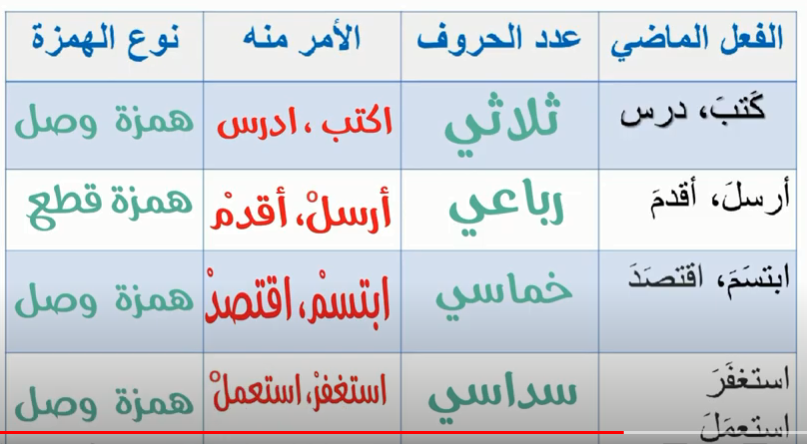 الفعل الماضي عدد الحروف الأمر منه نوع الهمزة
كَتبَ، درس ثلاثي اكتب ، ادرس همزة وصل
أرسلَ، أقدمَ رباعي أرسلْ، أقدمْ همزة قطع
ابتسَمَ، اقتصَدَ خماسي ابتسمْ، اقتصدْ همزة وصل
استغفَرَ سداسي استغفرْ، استعملْ همزة وصل
استعمَلَ